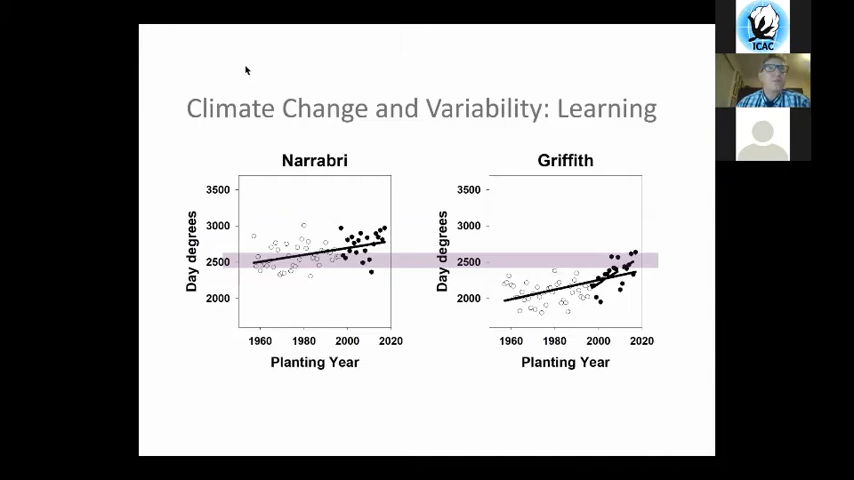 ICAC
Climate Change and Variability: Learning
Narrabri
Griffith
3500
3000
2500
2000
Day degrees
1960 1980 2000 2020
Planting Year
3500
3000
2500
2000
Day degrees
1960 1980 2000 2020
Planting Year